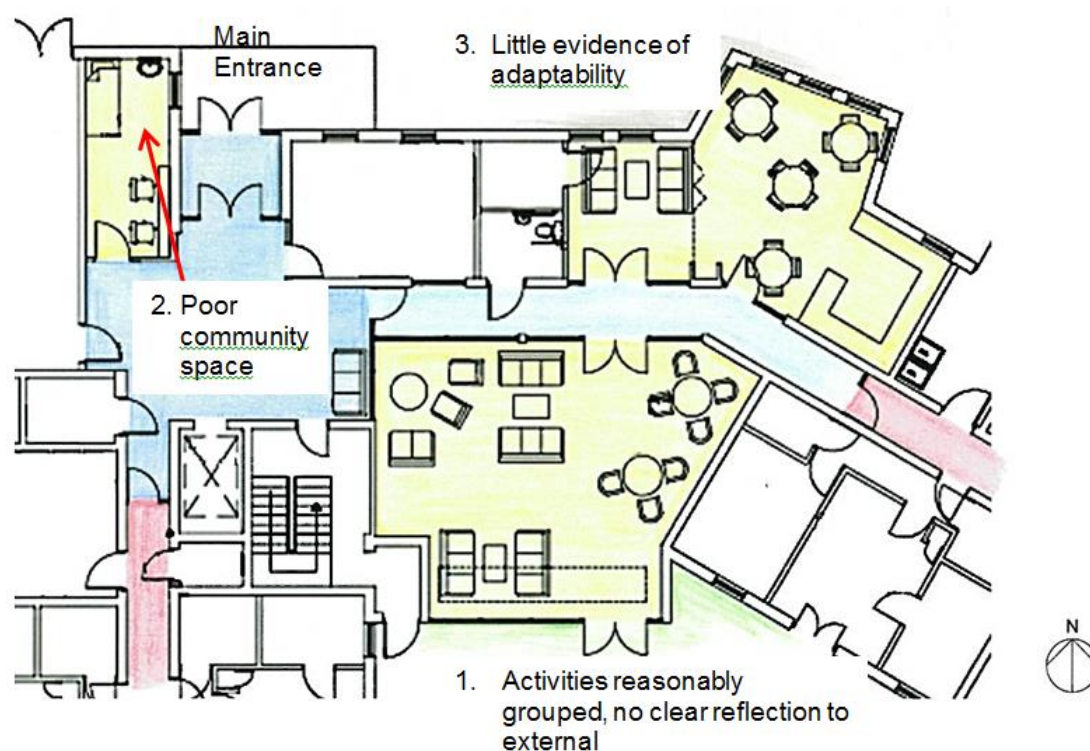 Main
Entrance
3. Little evidence of
adaptability
2. Poor
community
space
1. Activities reasonably
grouped, no clear reflection to
external
N